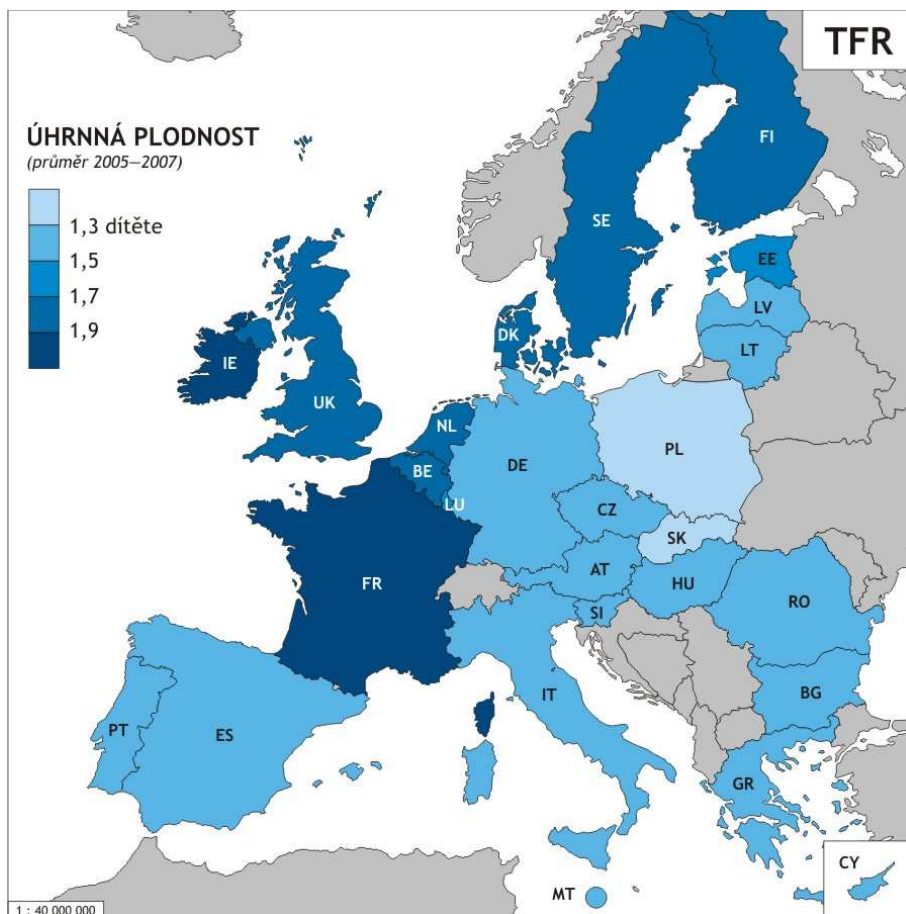 TFR
ÚHRNNÁ PLODNOST
(průměr 2005—2007)
1,3 dítěte
1,5
1,7
1,9
FI
SE
EE
LV
LT
DK
IE
UK
NL
BE
LU
DE
PL
CZ
SK
FR
AT
HU
SI
RO
IT
BG
PT
ES
GR
CY
MT
1 : 40 000 000